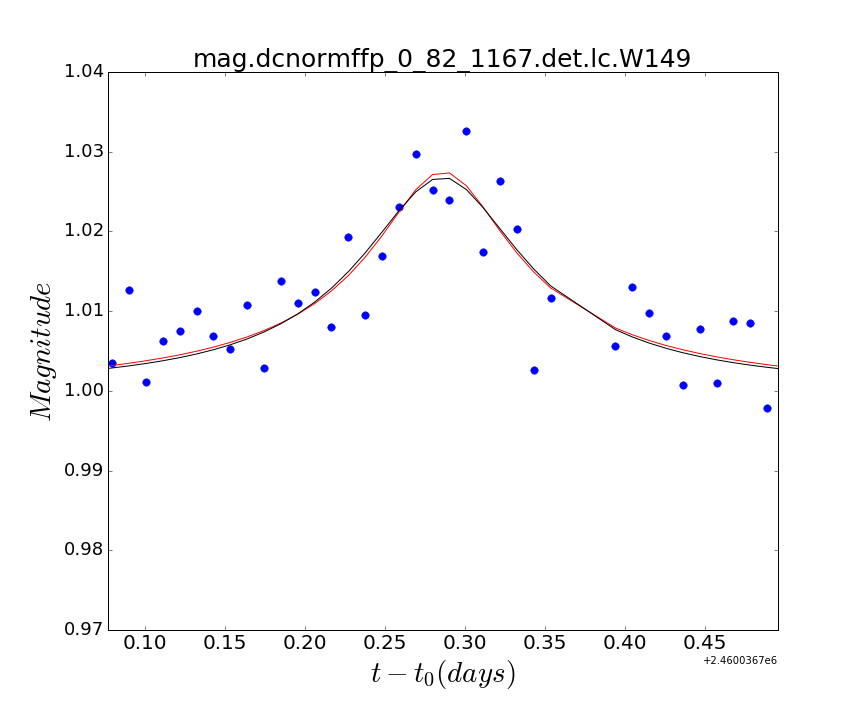 mag.dcnormffp_0_82_1167.det.lc.W149
1.04
1.03
1.02
1.01
1.00
0.99
0.98
0.97
Magnitude
0.10 0.15 0.20 0.25 0.30 0.35 0.40 0.45
+2.4600367e6
t − t₀(days)